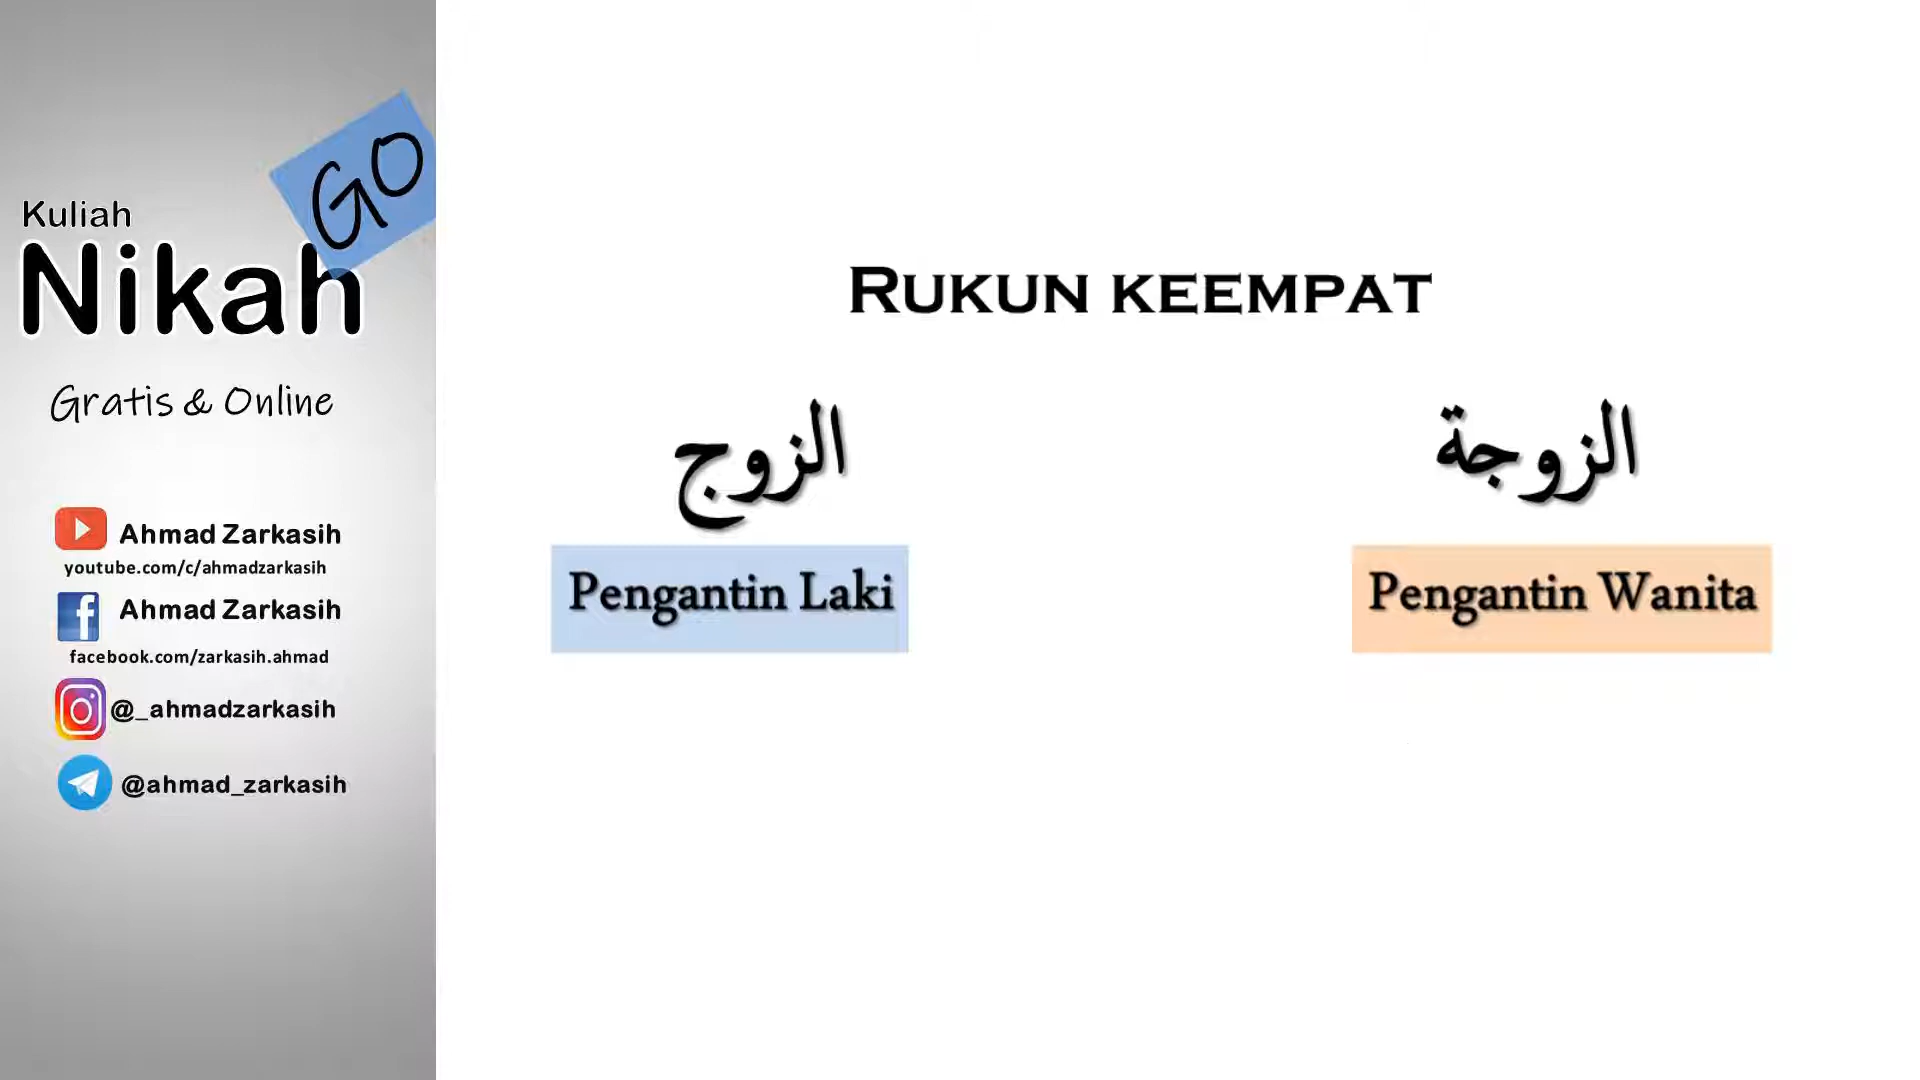 GO
Kuliah
Nikah
Gratis & Online
Ahmad Zarkasih
youtube.com/c/ahmadzarkasih
Ahmad Zarkasih
facebook.com/zarkasih.ahmad
@_ahmadzarkasih
@ahmad_zarkasih
RUKUN KEEMPAT
الزوج
Pengantin Laki
الزوجة
Pengantin Wanita